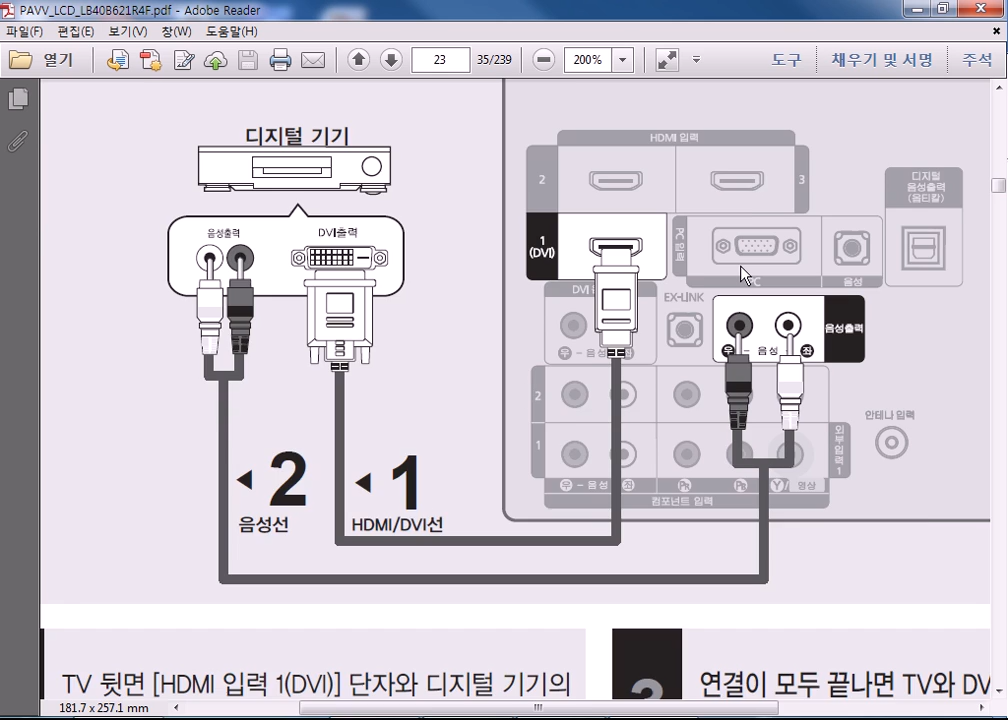 PAVV_LCD_LB40B621R4F.pdf - Adobe Reader
파일(F) 편집(E) 보기(V) 창(W) 도움말(H)
열기 23 35/239 200% 도구 채우기 및 서명 주석
디지털 기기
음성출력 DVI출력
HDMI 입력
2 3
디지털
음성출력
(옵티칼)
1
(DVI)
PC 입력
음성
EX-LINK
우 - 음성 좌
음성출력
우 - 음성 좌
안테나 입력
2
1
외부입력 1
우 - 음성 좌 PR PB Y/ 영상
컴포넌트 입력
2
음성선
1
HDMI/DVI선
TV 뒷면 [HDMI 입력 1(DVI)] 단자와 디지털 기기의
연결이 모두 끝나면 TV와 DV
181.7 x 257.1 mm